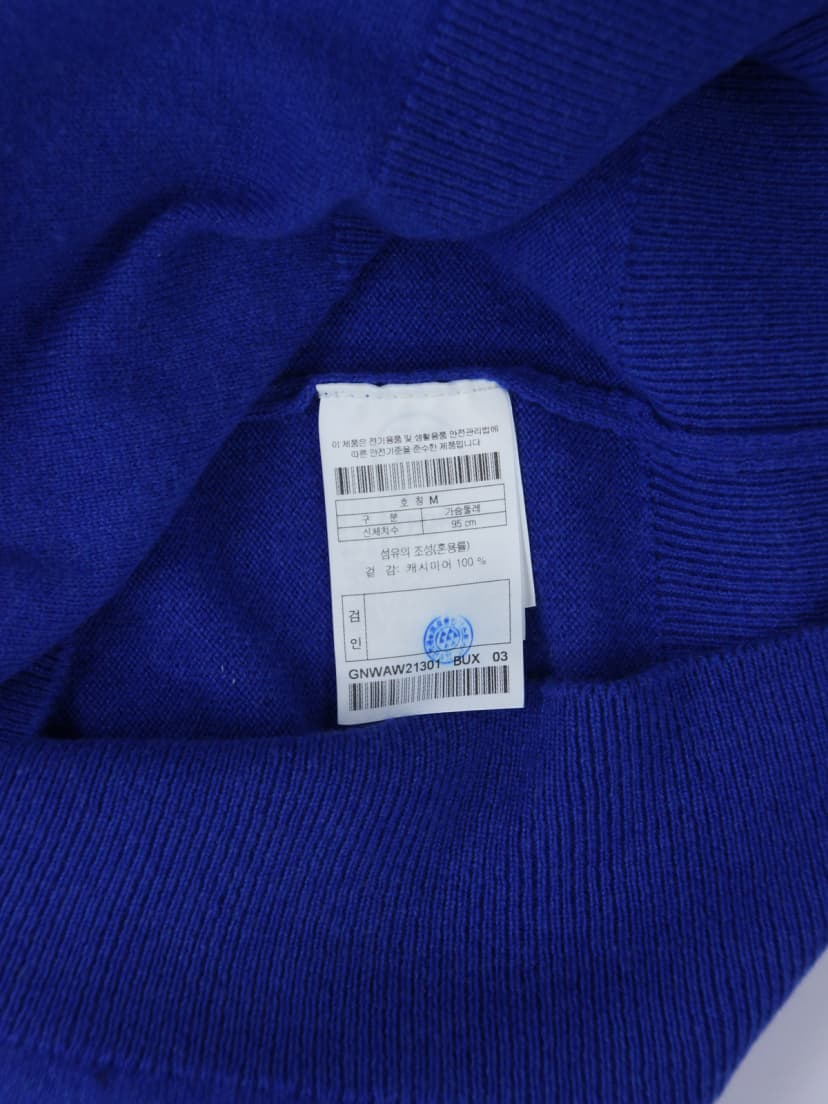 이 제품은 전기용품 및 생활용품 안전관리법에
따른 안전기준을 준수한 제품입니다
호 칭 M
구 분 가슴둘레
신체치수 95 cm
섬유의 조성(혼용률)
겉 감: 캐시미어 100 %
검
인
GNWAW21301 BUX 03